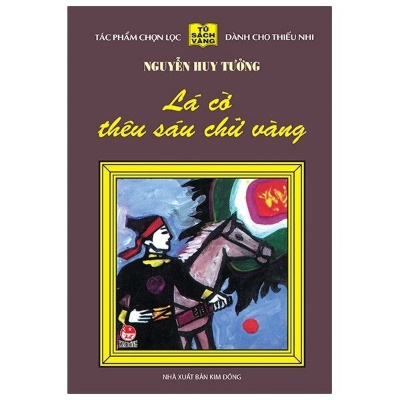 TÁC PHẨM CHỌN LỌC TỦ SÁCH VÀNG DÀNH CHO THIẾU NHI
NGUYỄN HUY TƯỞNG
Lá cờ
thêu sáu chữ vàng
NHÀ XUẤT BẢN KIM ĐỒNG